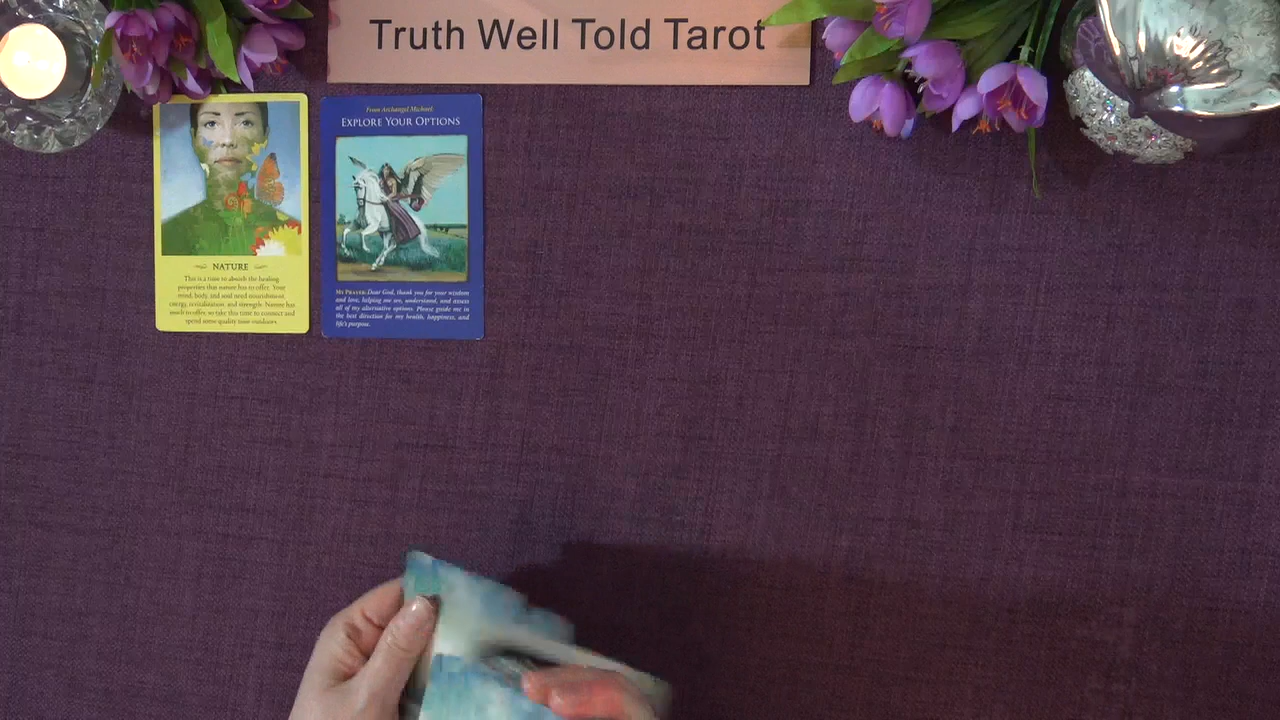 Truth Well Told Tarot
NATURE
This is a time to absorb the healing
properties that nature has to offer. Your
mind, body, and soul need nourishment,
energy, revitalization, and strength. Nature has
much to offer, so take this time to connect and
spend some quality time outdoors.
From Archangel Michael:
EXPLORE YOUR OPTIONS
MY PRAYER: Dear God, thank you for your wisdom
and love, helping me see, understand, and assess
all of my alternative options. Please guide me in
the best direction for my health, happiness, and
life's purpose.